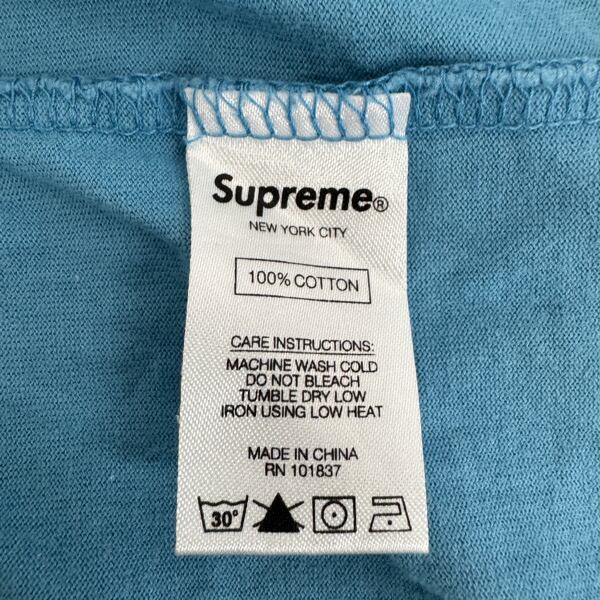 Supreme®
NEW YORK CITY
100% COTTON
CARE INSTRUCTIONS:
MACHINE WASH COLD
DO NOT BLEACH
TUMBLE DRY LOW
IRON USING LOW HEAT
MADE IN CHINA
RN 101837
30°